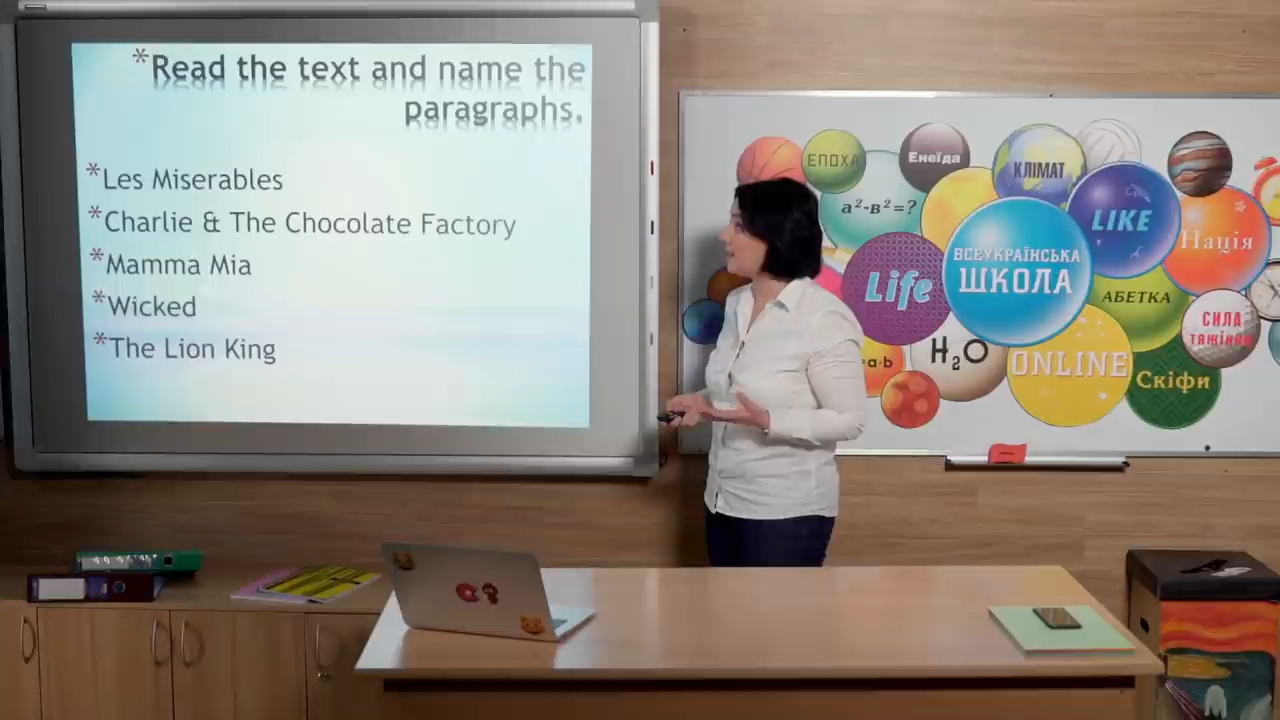 *Read the text and name the
paragraphs.
*Les Miserables
*Charlie & The Chocolate Factory
*Mamma Mia
*Wicked
*The Lion King
ЕПОХА
Енеїда
КЛІМАТ
a²-в²=?
LIKE
Нація
Life
ВСЕУКРАЇНСЬКА
ШКОЛА
АБЕТКА
СИЛА
ТЯЖІННЯ
=a·b
H₂O
ONLINE
Скіфи